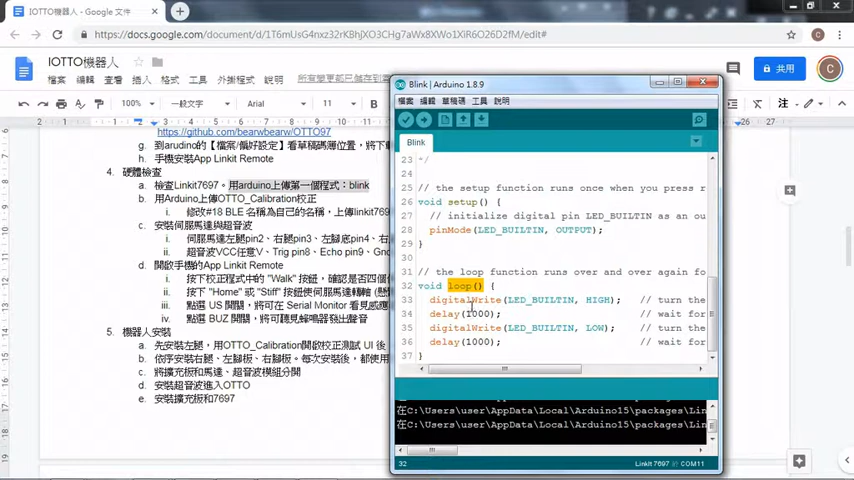 IOTTO機器人 - Google 文件
https://docs.google.com/document/d/1T6mUsG4nxz32rKBhjXO3CHg7aWx8XWo1XlR6O26D2fM/edit#
IOTTO機器人
檔案 編輯 查看 插入 格式 工具 外掛程式 說明
所有變更都已儲存到
共用
C
100% 一般文字 Arial 11 B
https://github.com/bearwbearw/OTTO97
g. 到arudino的【檔案/偏好設定】看草稿碼簿位置，將下
h. 手機安裝App Linkit Remote
4. 硬體檢查
a. 檢查Linkit7697。用arduino上傳第一個程式：blink
b. 用Arduino上傳OTTO_Calibration校正
i. 修改#18 BLE 名稱為自己的名稱，上傳linkit769
c. 安裝伺服馬達與超音波
i. 伺服馬達左腿pin2、右腿pin3、左腳底pin4、右
ii. 超音波VCC任意V、Trig pin8、Echo pin9、Gnd
d. 開啟手機的App Linkit Remote
i. 按下校正程式中的 "Walk" 按鈕，確認是否四個
ii. 按下 "Home" 或 "Stiff" 按鈕使伺服馬達轉軸
iii. 點選 US 開關，將可在 Serial Monitor 看見感應
iv. 點選 BUZ 開關，將可聽見蜂鳴器發出聲音
5. 機器人安裝
a. 先安裝左腿，用OTTO_Calibration開啟校正測試 UI 後
b. 依序安裝右腿、左腳板、右腳板。每次安裝後，都使用
c. 將擴充板和馬達、超音波模組分開
d. 安裝超音波進入OTTO
e. 安裝擴充板和7697
Blink | Arduino 1.8.9
檔案 編輯 草稿碼 工具 說明
Blink
23 */
24
25 // the setup function runs once when you press r
26 void setup() {
27 // initialize digital pin LED_BUILTIN as an ou
28 pinMode(LED_BUILTIN, OUTPUT);
29 }
30
31 // the loop function runs over and over again fo
32 void loop() {
33 digitalWrite(LED_BUILTIN, HIGH); // turn the
34 delay(1000); // wait for
35 digitalWrite(LED_BUILTIN, LOW); // turn the
36 delay(1000); // wait for
37 }
在C:\Users\user\AppData\Local\Arduino15\packages\Lin
在C:\Users\user\AppData\Local\Arduino15\packages\Lin
32
LinkIt 7697 於 COM11